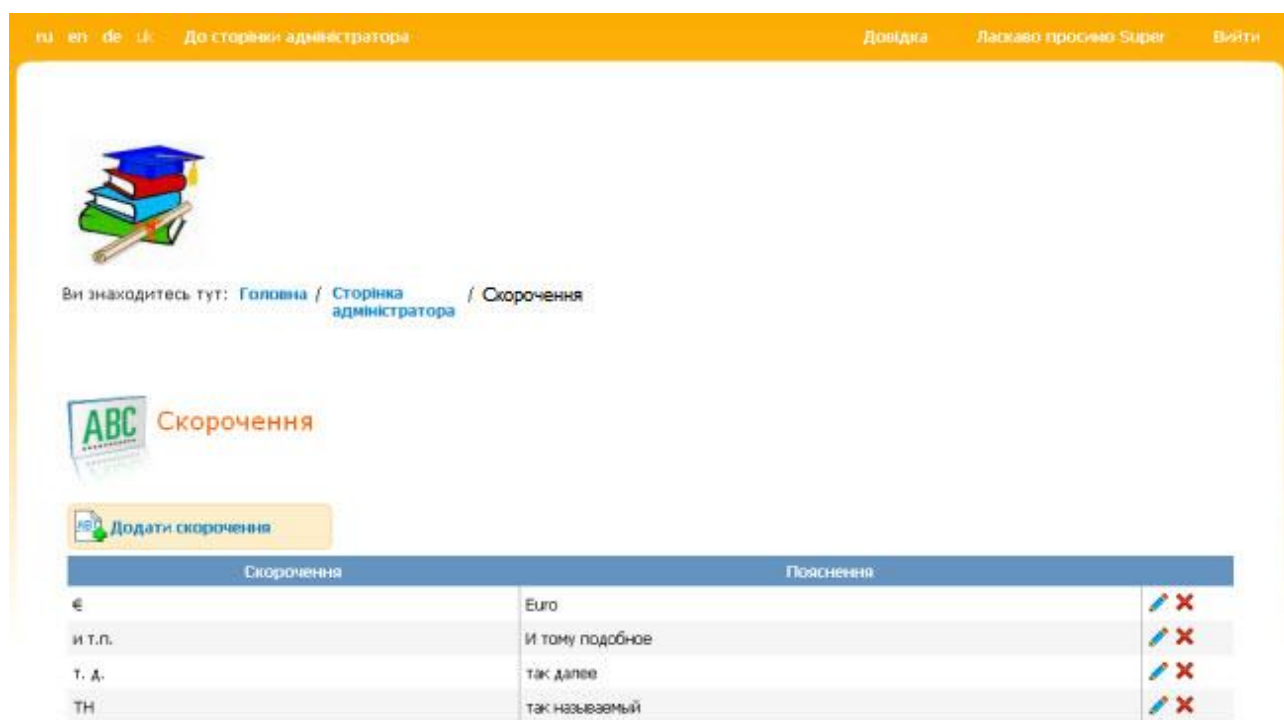 ru en de uk До сторінки адміністратора Довідка Ласкаво просимо Super Вийти
Ви знаходитесь тут: Головна / Сторінка адміністратора / Скорочення
ABC Скорочення
Додати скорочення
Скорочення Пояснення
€ Euro
и т.п. И тому подобное
т. д. так далее
ТН так называемый